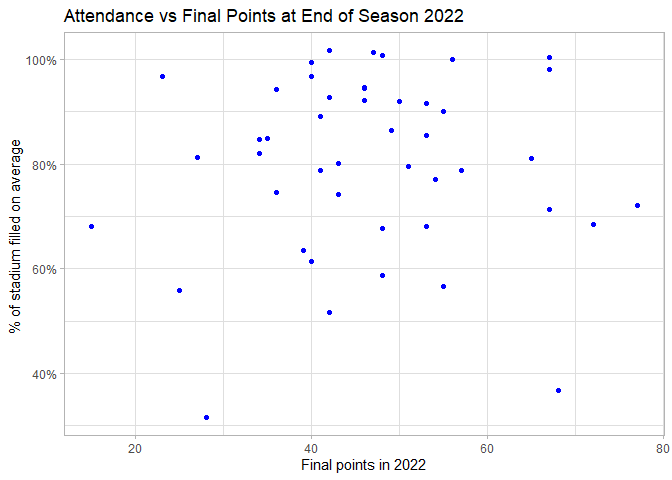 Attendance vs Final Points at End of Season 2022
% of stadium filled on average
100%
80%
60%
40%
20 40 60 80
Final points in 2022